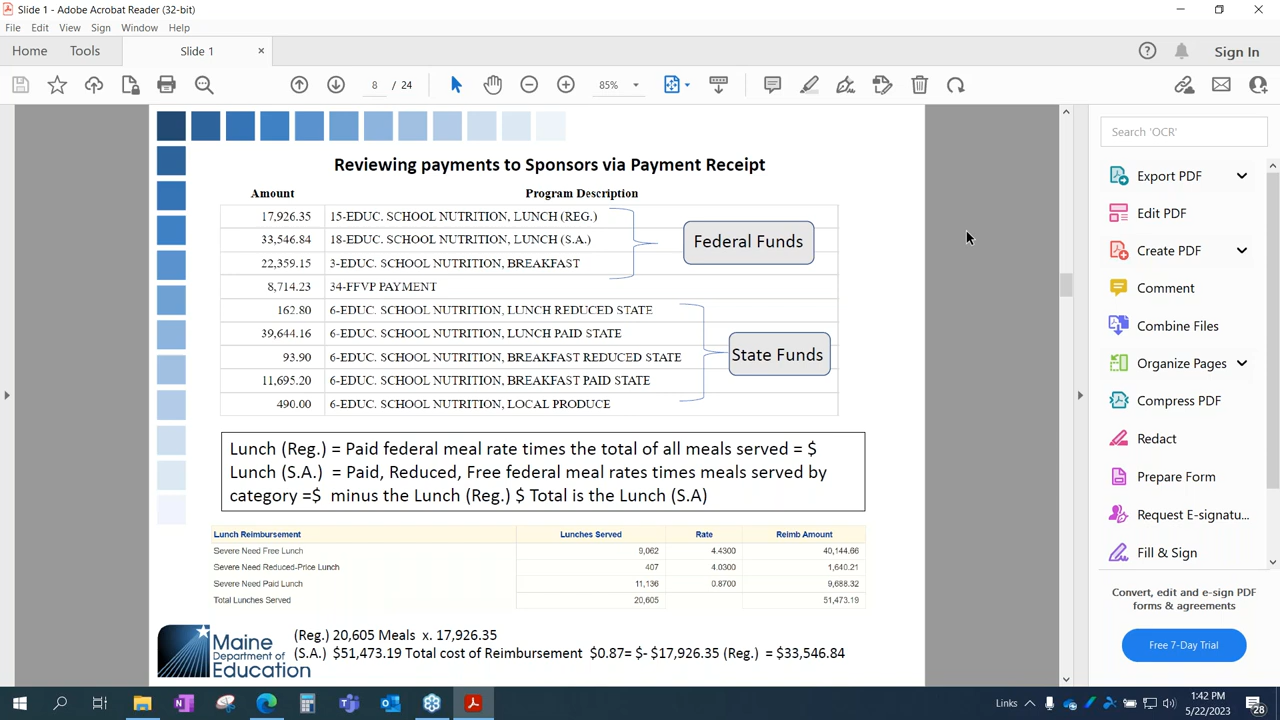 Slide 1 - Adobe Acrobat Reader (32-bit)
File Edit View Sign Window Help
Home Tools Slide 1 × Sign In
8 / 24 85%
Search 'OCR'
Reviewing payments to Sponsors via Payment Receipt
Amount Program Description
17,926.35 15-EDUC. SCHOOL NUTRITION, LUNCH (REG.)
33,546.84 18-EDUC. SCHOOL NUTRITION, LUNCH (S.A.)
22,359.15 3-EDUC. SCHOOL NUTRITION, BREAKFAST
8,714.23 34-FFVP PAYMENT
162.80 6-EDUC. SCHOOL NUTRITION, LUNCH REDUCED STATE
39,644.16 6-EDUC. SCHOOL NUTRITION, LUNCH PAID STATE
93.90 6-EDUC. SCHOOL NUTRITION, BREAKFAST REDUCED STATE
11,695.20 6-EDUC. SCHOOL NUTRITION, BREAKFAST PAID STATE
490.00 6-EDUC. SCHOOL NUTRITION, LOCAL PRODUCE
Federal Funds
State Funds
Lunch (Reg.) = Paid federal meal rate times the total of all meals served = $
Lunch (S.A.) = Paid, Reduced, Free federal meal rates times meals served by
category =$ minus the Lunch (Reg.) $ Total is the Lunch (S.A)
Lunch Reimbursement Lunches Served Rate Reimb Amount
Severe Need Free Lunch 9,062 4.4300 40,144.66
Severe Need Reduced-Price Lunch 407 4.0300 1,640.21
Severe Need Paid Lunch 11,136 0.8700 9,688.32
Total Lunches Served 20,605 51,473.19
(Reg.) 20,605 Meals x. 17,926.35
(S.A.) $51,473.19 Total cost of Reimbursement $0.87= $- $17,926.35 (Reg.) = $33,546.84
Maine
Department of
Education
Export PDF
Edit PDF
Create PDF
Comment
Combine Files
Organize Pages
Compress PDF
Redact
Prepare Form
Request E-signatu...
Fill & Sign
Convert, edit and e-sign PDF
forms & agreements
Free 7-Day Trial
Links 1:42 PM
5/22/2023 28